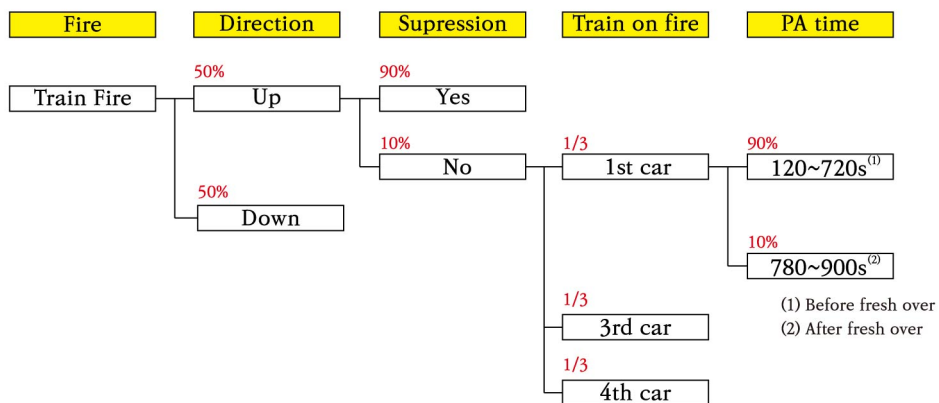 Fire Direction Supression Train on fire PA time
50% 90%
Train Fire Up Yes
10% 1/3 90%
No 1st car 120~720s(1)
50%
Down
10%
780~900s(2)
1/3 (1) Before fresh over
3rd car (2) After fresh over
1/3
4th car